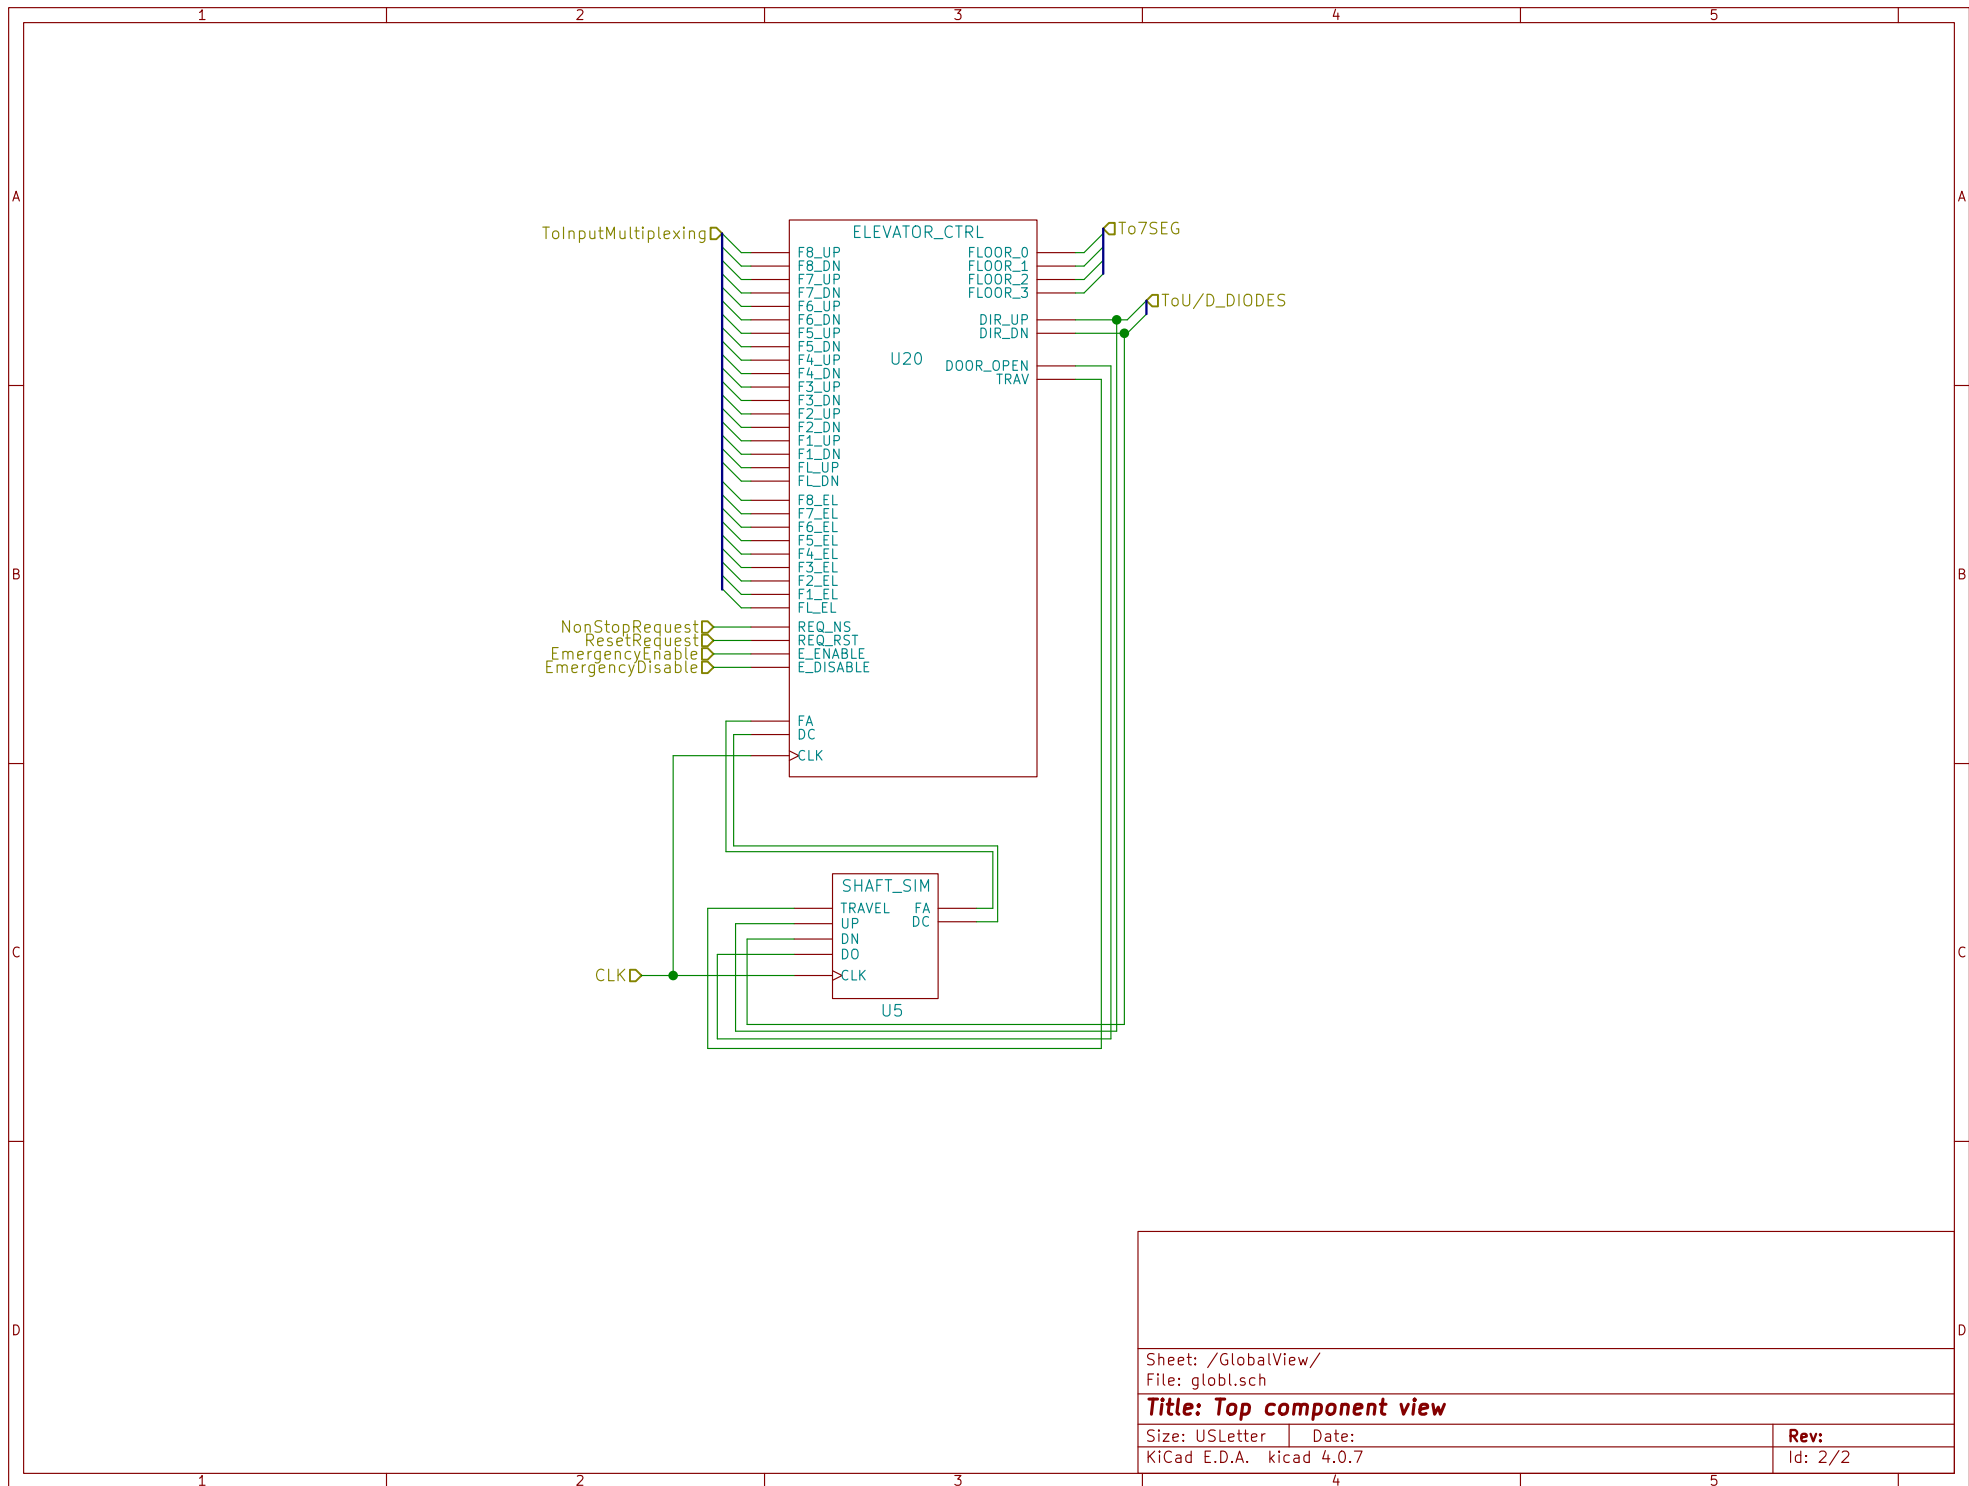 1 2 3 4 5
A A
B B
C C
D D
ToInputMultiplexing
ELEVATOR_CTRL
F8_UP
F8_DN
F7_UP
F7_DN
F6_UP
F6_DN
F5_UP
F5_DN
F4_UP
F4_DN
F3_UP
F3_DN
F2_UP
F2_DN
F1_UP
F1_DN
FL_UP
FL_DN
F8_EL
F7_EL
F6_EL
F5_EL
F4_EL
F3_EL
F2_EL
F1_EL
FL_EL
NonStopRequest REQ_NS
ResetRequest REQ_RST
EmergencyEnable E_ENABLE
EmergencyDisable E_DISABLE
FA
DC
CLK
FLOOR_0
FLOOR_1
FLOOR_2
FLOOR_3
DIR_UP
DIR_DN
DOOR_OPEN
TRAV
U20
To7SEG
ToU/D_DIODES
SHAFT_SIM
TRAVEL FA
UP DC
DN
DO
CLK CLK
U5
Sheet: /GlobalView/
File: globl.sch
Title: Top component view
Size: USLetter Date: Rev:
KiCad E.D.A. kicad 4.0.7 Id: 2/2
1 2 3 4 5